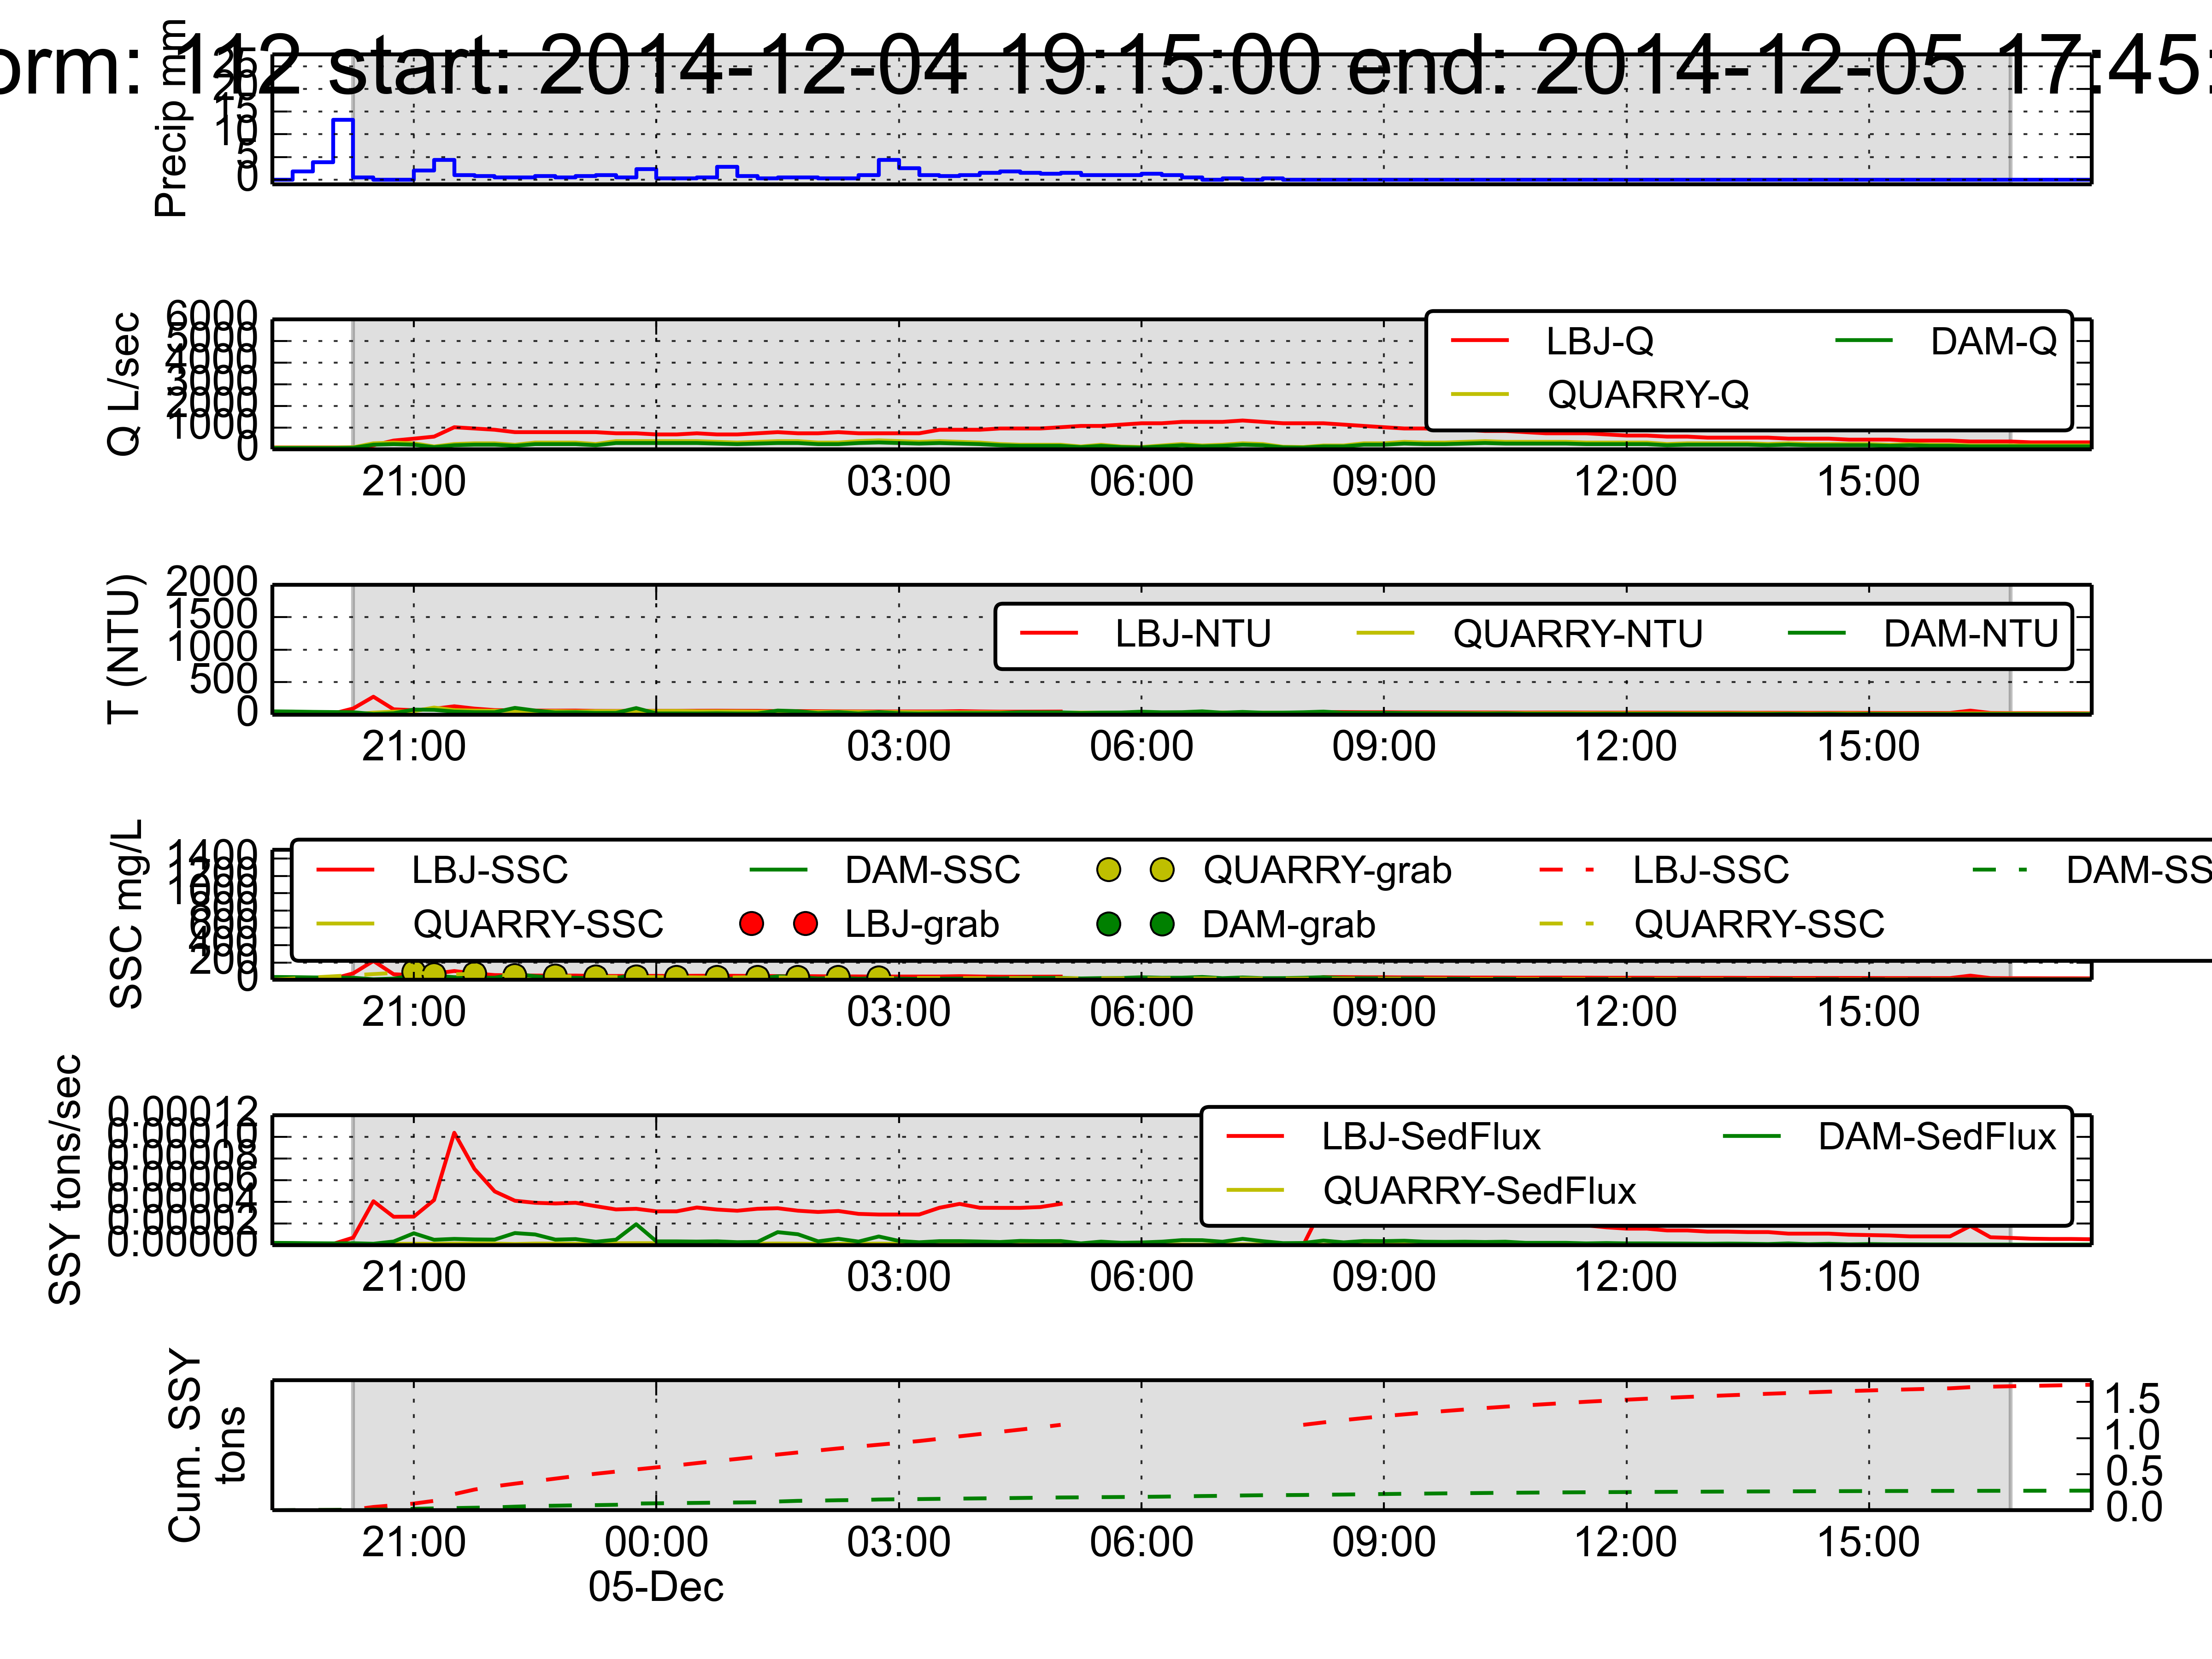 orm: 112 start: 2014-12-04 19:15:00 end: 2014-12-05 17:45:
Precip mm
25
20
15
10
5
0
Q L/sec
6000
5000
4000
3000
2000
1000
0
LBJ-Q
DAM-Q
QUARRY-Q
21:00 03:00 06:00 09:00 12:00 15:00
T (NTU)
2000
1500
1000
500
0
LBJ-NTU QUARRY-NTU DAM-NTU
21:00 03:00 06:00 09:00 12:00 15:00
SSC mg/L
1400
1200
1000
800
600
400
200
0
LBJ-SSC DAM-SSC QUARRY-grab LBJ-SSC DAM-SS
QUARRY-SSC LBJ-grab DAM-grab QUARRY-SSC
21:00 03:00 06:00 09:00 12:00 15:00
SSY tons/sec
0.00012
0.00010
0.00008
0.00006
0.00004
0.00002
0.00000
LBJ-SedFlux DAM-SedFlux
QUARRY-SedFlux
21:00 03:00 06:00 09:00 12:00 15:00
Cum. SSY
tons
1.5
1.0
0.5
0.0
21:00 00:00 03:00 06:00 09:00 12:00 15:00
05-Dec